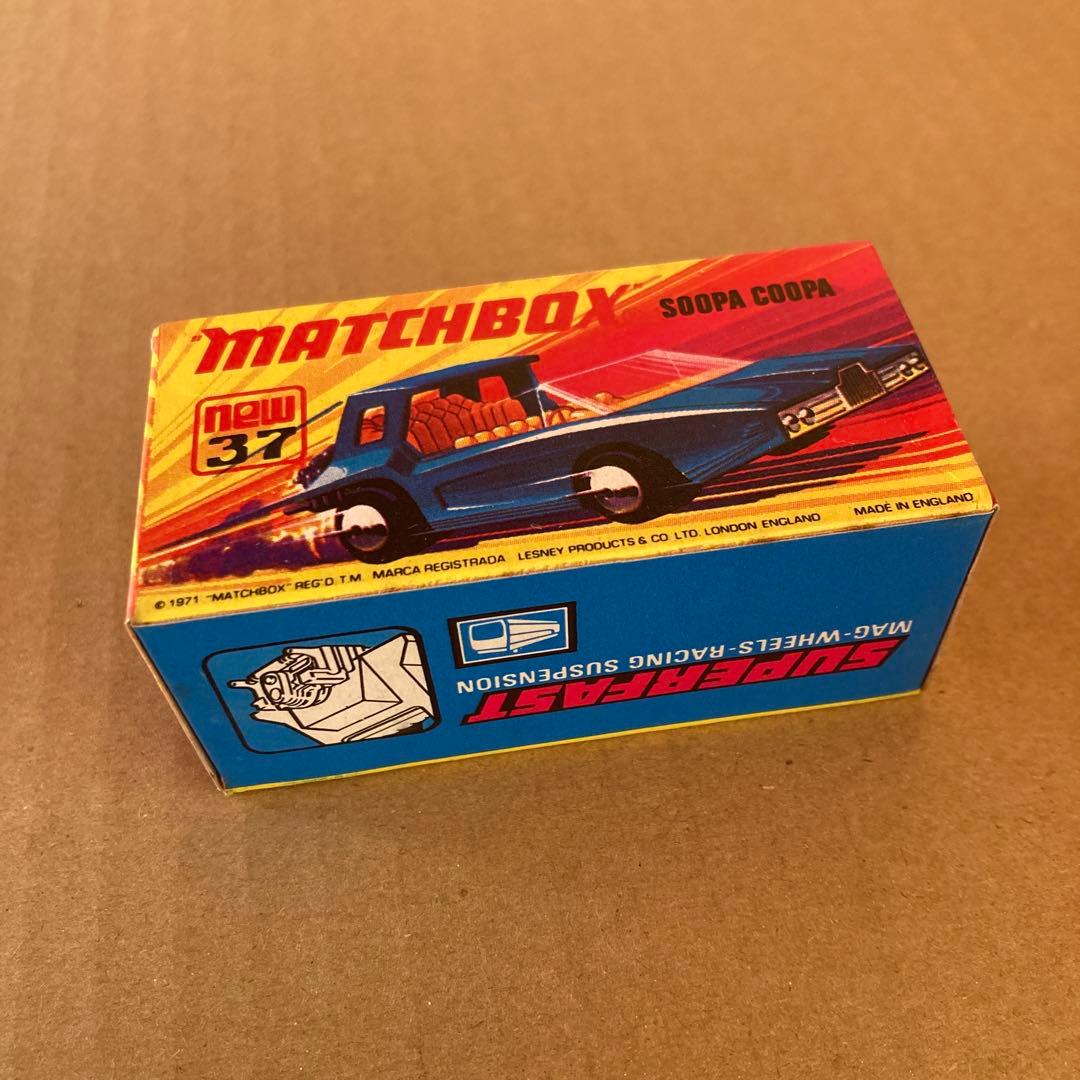 "MATCHBOX"
SOOPA COOPA
new
37
© 1971 "MATCHBOX" REG'D T.M. MARCA REGISTRADA LESNEY PRODUCTS & CO. LTD. LONDON ENGLAND MADE IN ENGLAND
SUPERFAST
MAG-WHEELS-RACING SUSPENSION